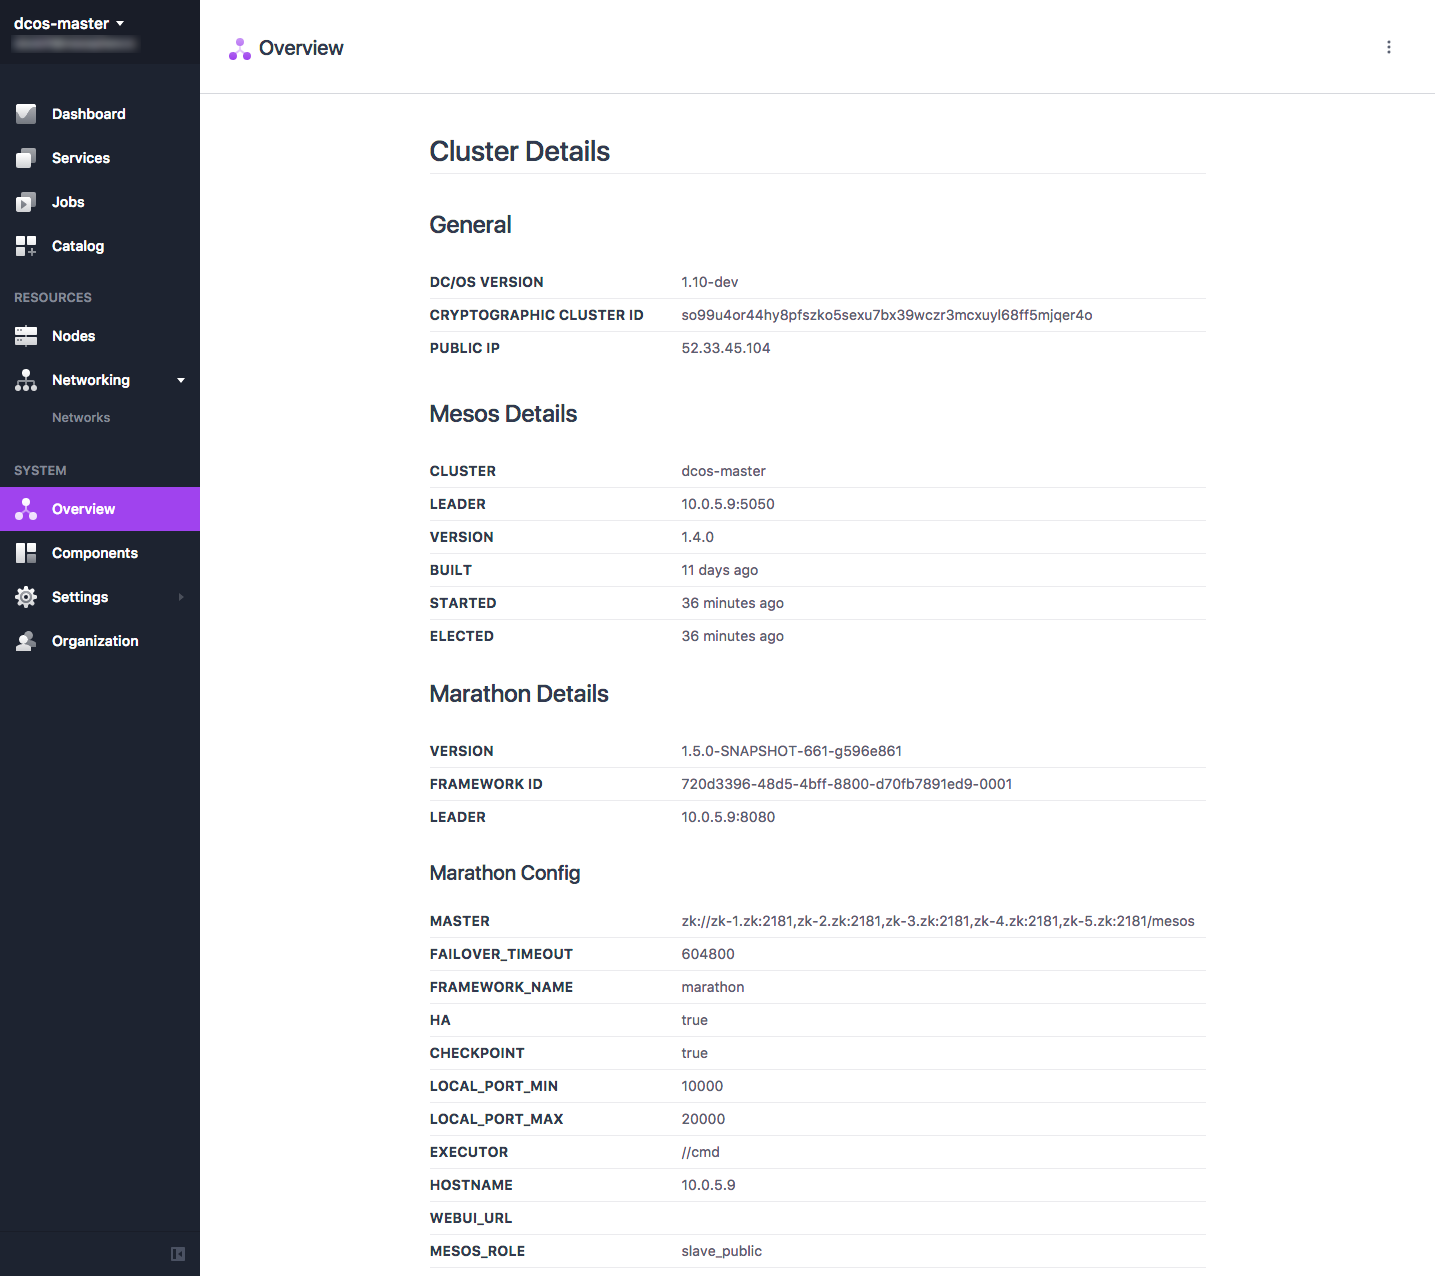 dcos-master
Dashboard
Services
Jobs
Catalog
RESOURCES
Nodes
Networking
Networks
SYSTEM
Overview
Components
Settings
Organization
Overview
Cluster Details
General
DC/OS VERSION 1.10-dev
CRYPTOGRAPHIC CLUSTER ID so99u4or44hy8pfszko5sexu7bx39wczr3mcxuyl68ff5mjqer4o
PUBLIC IP 52.33.45.104
Mesos Details
CLUSTER dcos-master
LEADER 10.0.5.9:5050
VERSION 1.4.0
BUILT 11 days ago
STARTED 36 minutes ago
ELECTED 36 minutes ago
Marathon Details
VERSION 1.5.0-SNAPSHOT-661-g596e861
FRAMEWORK ID 720d3396-48d5-4bff-8800-d70fb7891ed9-0001
LEADER 10.0.5.9:8080
Marathon Config
MASTER zk://zk-1.zk:2181,zk-2.zk:2181,zk-3.zk:2181,zk-4.zk:2181,zk-5.zk:2181/mesos
FAILOVER_TIMEOUT 604800
FRAMEWORK_NAME marathon
HA true
CHECKPOINT true
LOCAL_PORT_MIN 10000
LOCAL_PORT_MAX 20000
EXECUTOR //cmd
HOSTNAME 10.0.5.9
WEBUI_URL
MESOS_ROLE slave_public